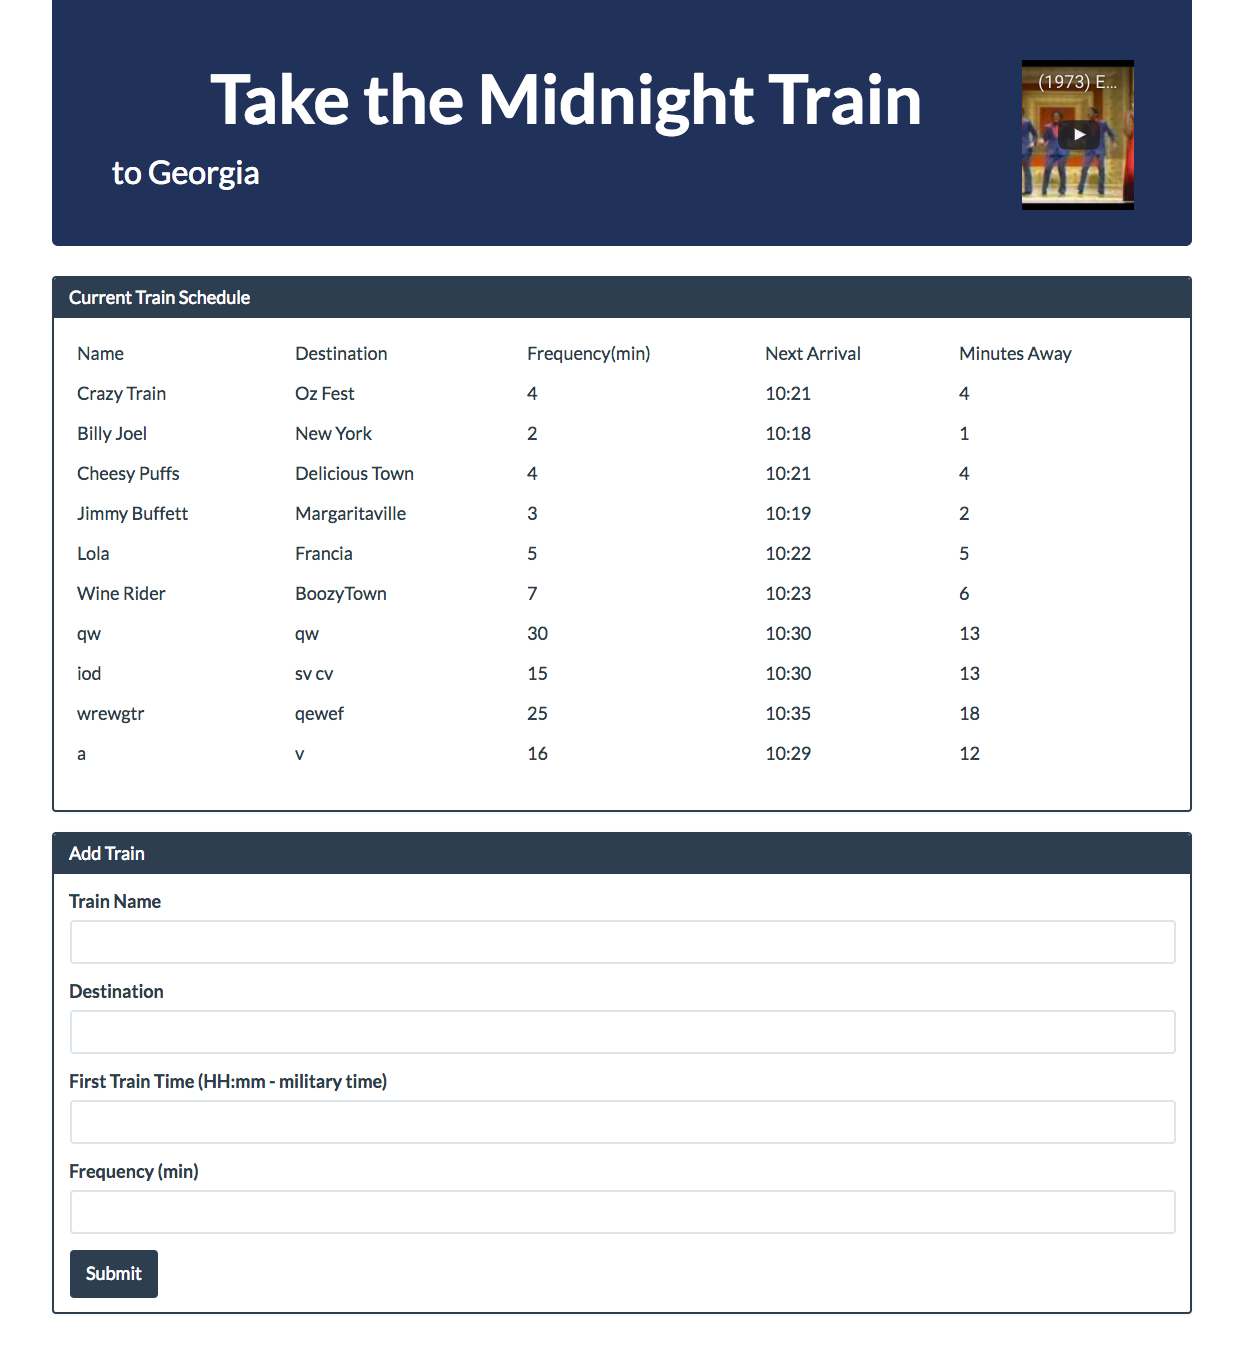 Take the Midnight Train
to Georgia
(1973) E...
Current Train Schedule
Name Destination Frequency(min) Next Arrival Minutes Away
Crazy Train Oz Fest 4 10:21 4
Billy Joel New York 2 10:18 1
Cheesy Puffs Delicious Town 4 10:21 4
Jimmy Buffett Margaritaville 3 10:19 2
Lola Francia 5 10:22 5
Wine Rider BoozyTown 7 10:23 6
qw qw 30 10:30 13
iod sv cv 15 10:30 13
wrewgtr qewef 25 10:35 18
a v 16 10:29 12
Add Train
Train Name
Destination
First Train Time (HH:mm - military time)
Frequency (min)
Submit